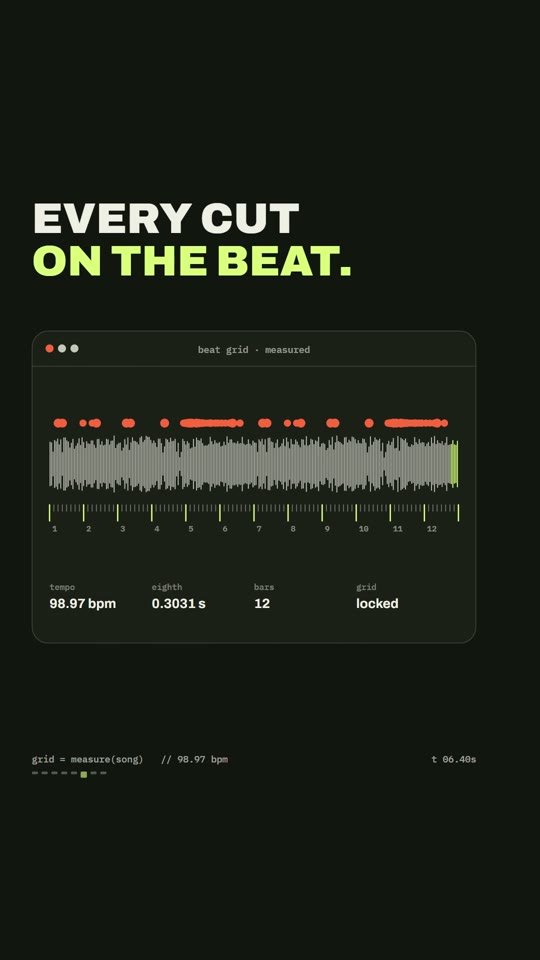 EVERY CUT
ON THE BEAT.
beat grid · measured
1 2 3 4 5 6 7 8 9 10 11 12
tempo eighth bars grid
98.97 bpm 0.3031 s 12 locked
grid = measure(song) // 98.97 bpm t 06.40s